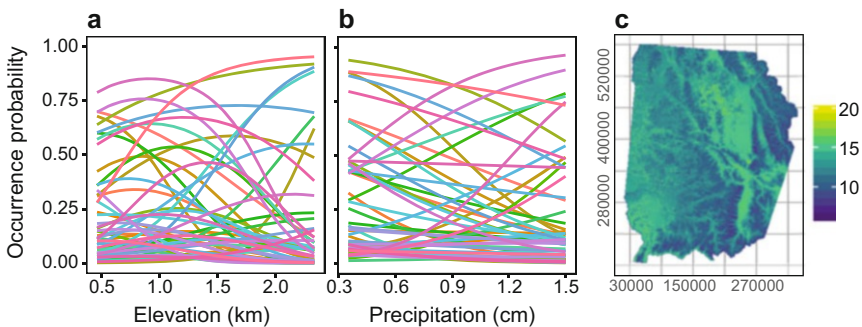 a
b
c
Occurrence probability
1.00
0.75
0.50
0.25
0.00
0.5 1.0 1.5 2.0
Elevation (km)
0.3 0.6 0.9 1.2 1.5
Precipitation (cm)
520000
400000
280000
30000 150000 270000
20
15
10